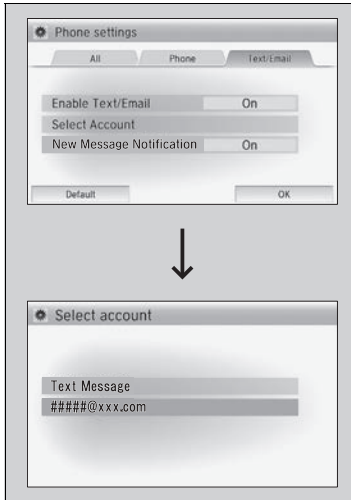 Phone settings
All Phone Text/Email
Enable Text/Email On
Select Account
New Message Notification On
Default OK
Select account
Text Message
#####@xxx.com